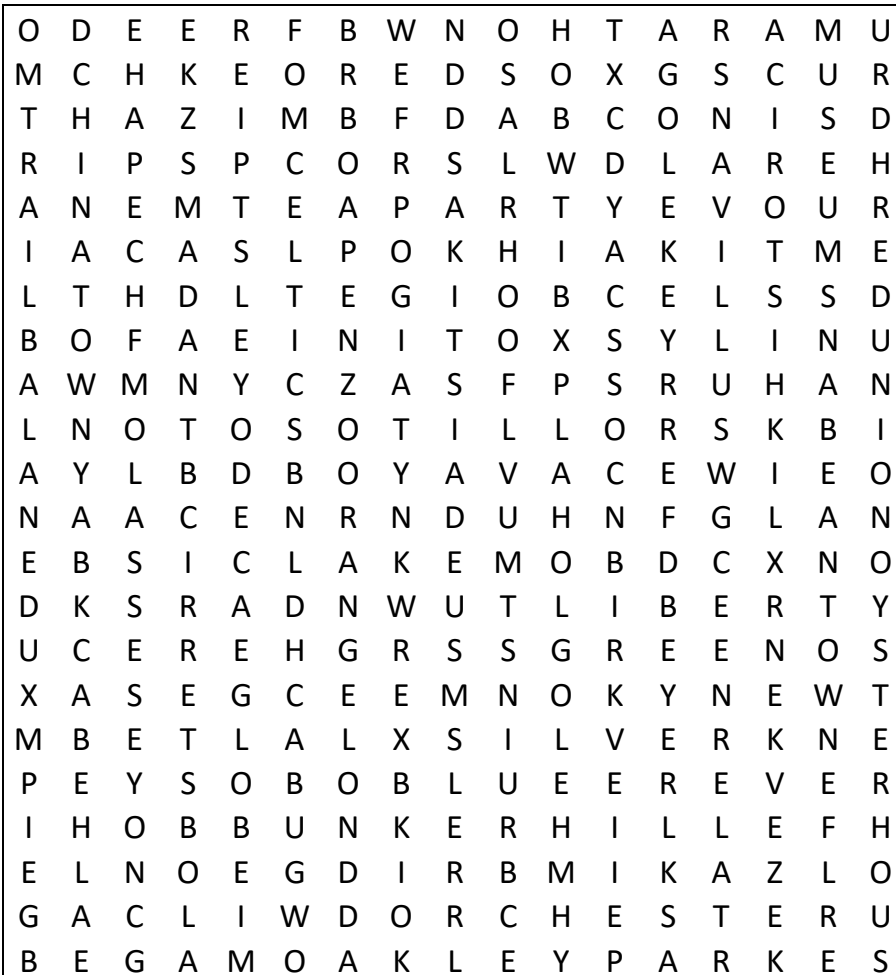 O D E E R F B W N O H T A R A M U
M C H K E O R E D S O X G S C U R
T H A Z I M B F D A B C O N I S D
R I P S P C O R S L W D L A R E H
A N E M T E A P A R T Y E V O U R
I A C A S L P O K H I A K I T M E
L T H D L T E G I O B C E L S S D
B O F A E I N I T O X S Y L I N U
A W M N Y C Z A S F P S R U H A N
L N O T O S O T I L L O R S K B I
A Y L B D B O Y A V A C E W I E O
N A A C E N R N D U H N F G L A N
E B S I C L A K E M O B D C X N O
D K S R A D N W U T L I B E R T Y
U C E R E H G R S S G R E E N O S
X A S E G C E E M N O K Y N E W T
M B E T L A L X S I L V E R K N E
P E Y S O B O B L U E E R E V E R
I H O B B U N K E R H I L L E F H
E L N O E G D I R B M I K A Z L O
G A C L I W D O R C H E S T E R U
B E G A M O A K L E Y P A R K E S